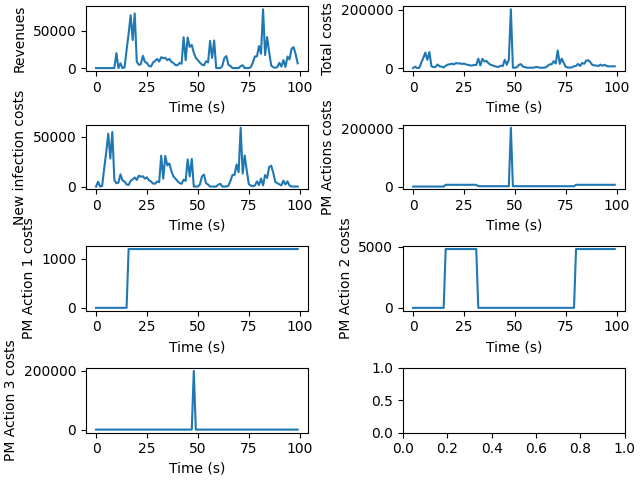 Revenues
50000
0
0 25 50 75 100
Time (s)
Total costs
200000
0
0 25 50 75 100
Time (s)
New infection costs
50000
0
0 25 50 75 100
Time (s)
PM Actions costs
200000
0
0 25 50 75 100
Time (s)
PM Action 1 costs
1000
0
0 25 50 75 100
Time (s)
PM Action 2 costs
5000
0
0 25 50 75 100
Time (s)
PM Action 3 costs
200000
0
0 25 50 75 100
Time (s)
1.0
0.5
0.0
0.0 0.2 0.4 0.6 0.8 1.0